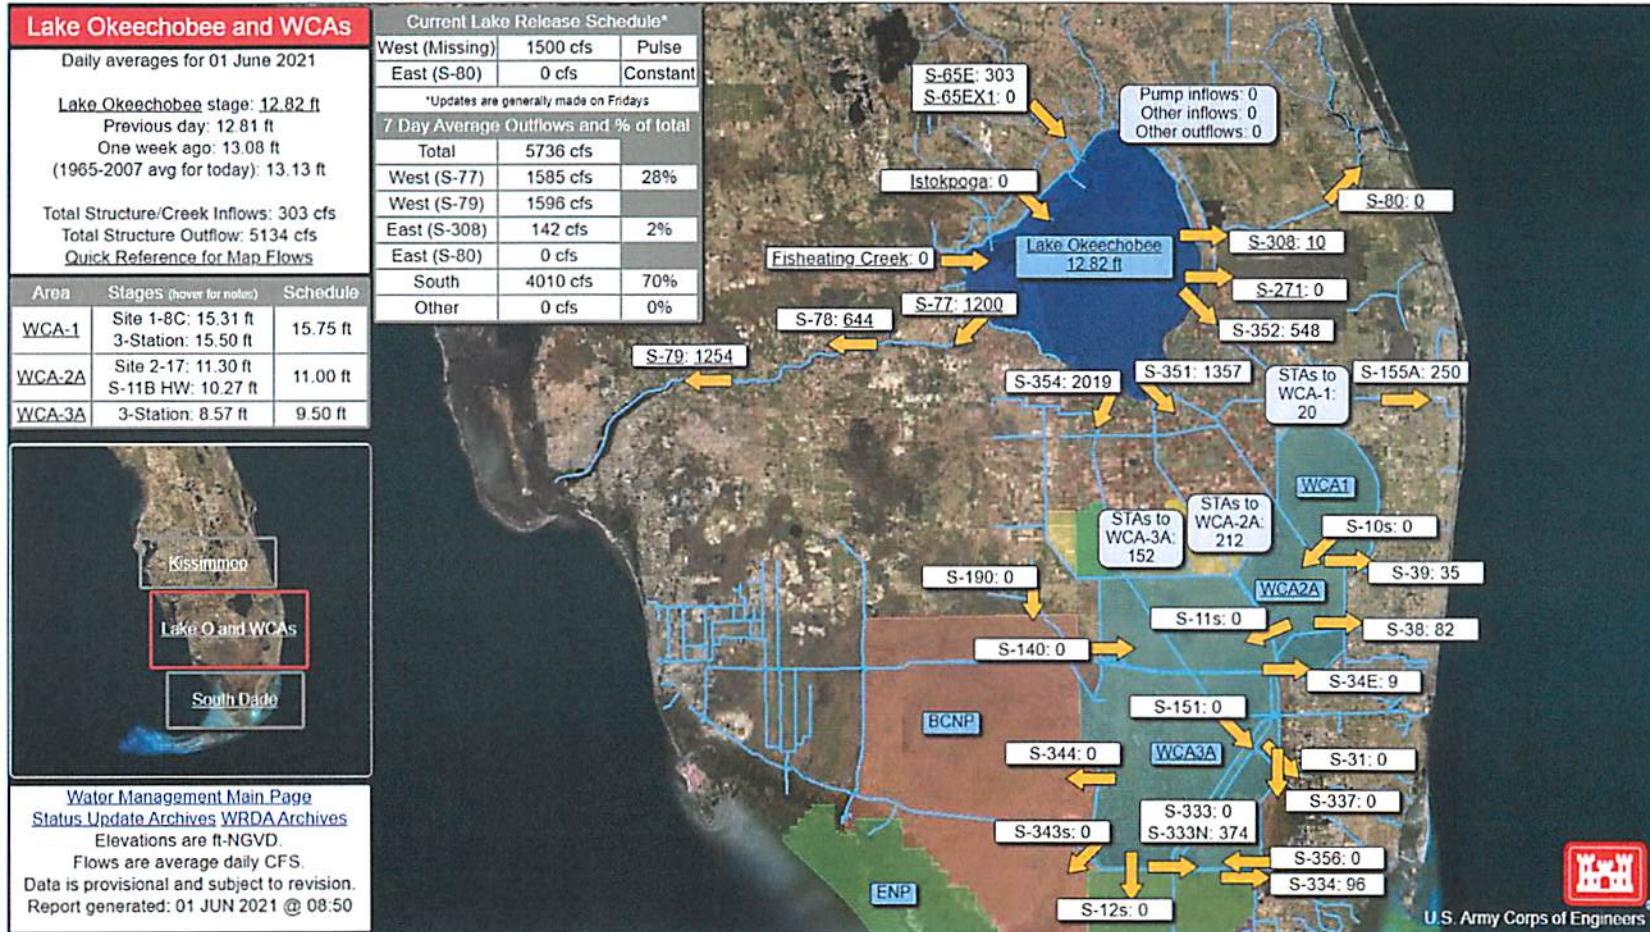 Lake Okeechobee and WCAs
Daily averages for 01 June 2021
Lake Okeechobee stage: 12.82 ft
Previous day: 12.81 ft
One week ago: 13.08 ft
(1965-2007 avg for today): 13.13 ft
Total Structure/Creek Inflows: 303 cfs
Total Structure Outflow: 5134 cfs
Quick Reference for Map Flows
Area Stages (hover for notes) Schedule
WCA-1 Site 1-8C: 15.31 ft 15.75 ft
3-Station: 15.50 ft
WCA-2A Site 2-17: 11.30 ft 11.00 ft
S-11B HW: 10.27 ft
WCA-3A 3-Station: 8.57 ft 9.50 ft
Current Lake Release Schedule*
West (Missing) 1500 cfs Pulse
East (S-80) 0 cfs Constant
*Updates are generally made on Fridays
7 Day Average Outflows and % of total
Total 5736 cfs
West (S-77) 1585 cfs 28%
West (S-79) 1596 cfs
East (S-308) 142 cfs 2%
East (S-80) 0 cfs
South 4010 cfs 70%
Other 0 cfs 0%
Kissimmee
Lake O and WCAs
South Dade
Water Management Main Page
Status Update Archives WRDA Archives
Elevations are ft-NGVD.
Flows are average daily CFS.
Data is provisional and subject to revision.
Report generated: 01 JUN 2021 @ 08:50
S-65E: 303
S-65EX1: 0
Pump inflows: 0
Other inflows: 0
Other outflows: 0
Istokpoga: 0
S-80: 0
Fisheating Creek: 0
Lake Okeechobee
12.82 ft
S-308: 10
S-271: 0
S-77: 1200
S-78: 644
S-352: 548
S-79: 1254
S-354: 2019
S-351: 1357
STAs to
WCA-1:
20
S-155A: 250
WCA1
STAs to
WCA-3A:
152
STAs to
WCA-2A:
212
S-10s: 0
S-190: 0
S-39: 35
WCA2A
S-11s: 0
S-38: 82
S-140: 0
S-34E: 9
S-151: 0
BCNP
WCA3A
S-344: 0
S-31: 0
S-337: 0
S-333: 0
S-333N: 374
S-343s: 0
S-356: 0
S-334: 96
ENP
S-12s: 0
U.S. Army Corps of Engineers